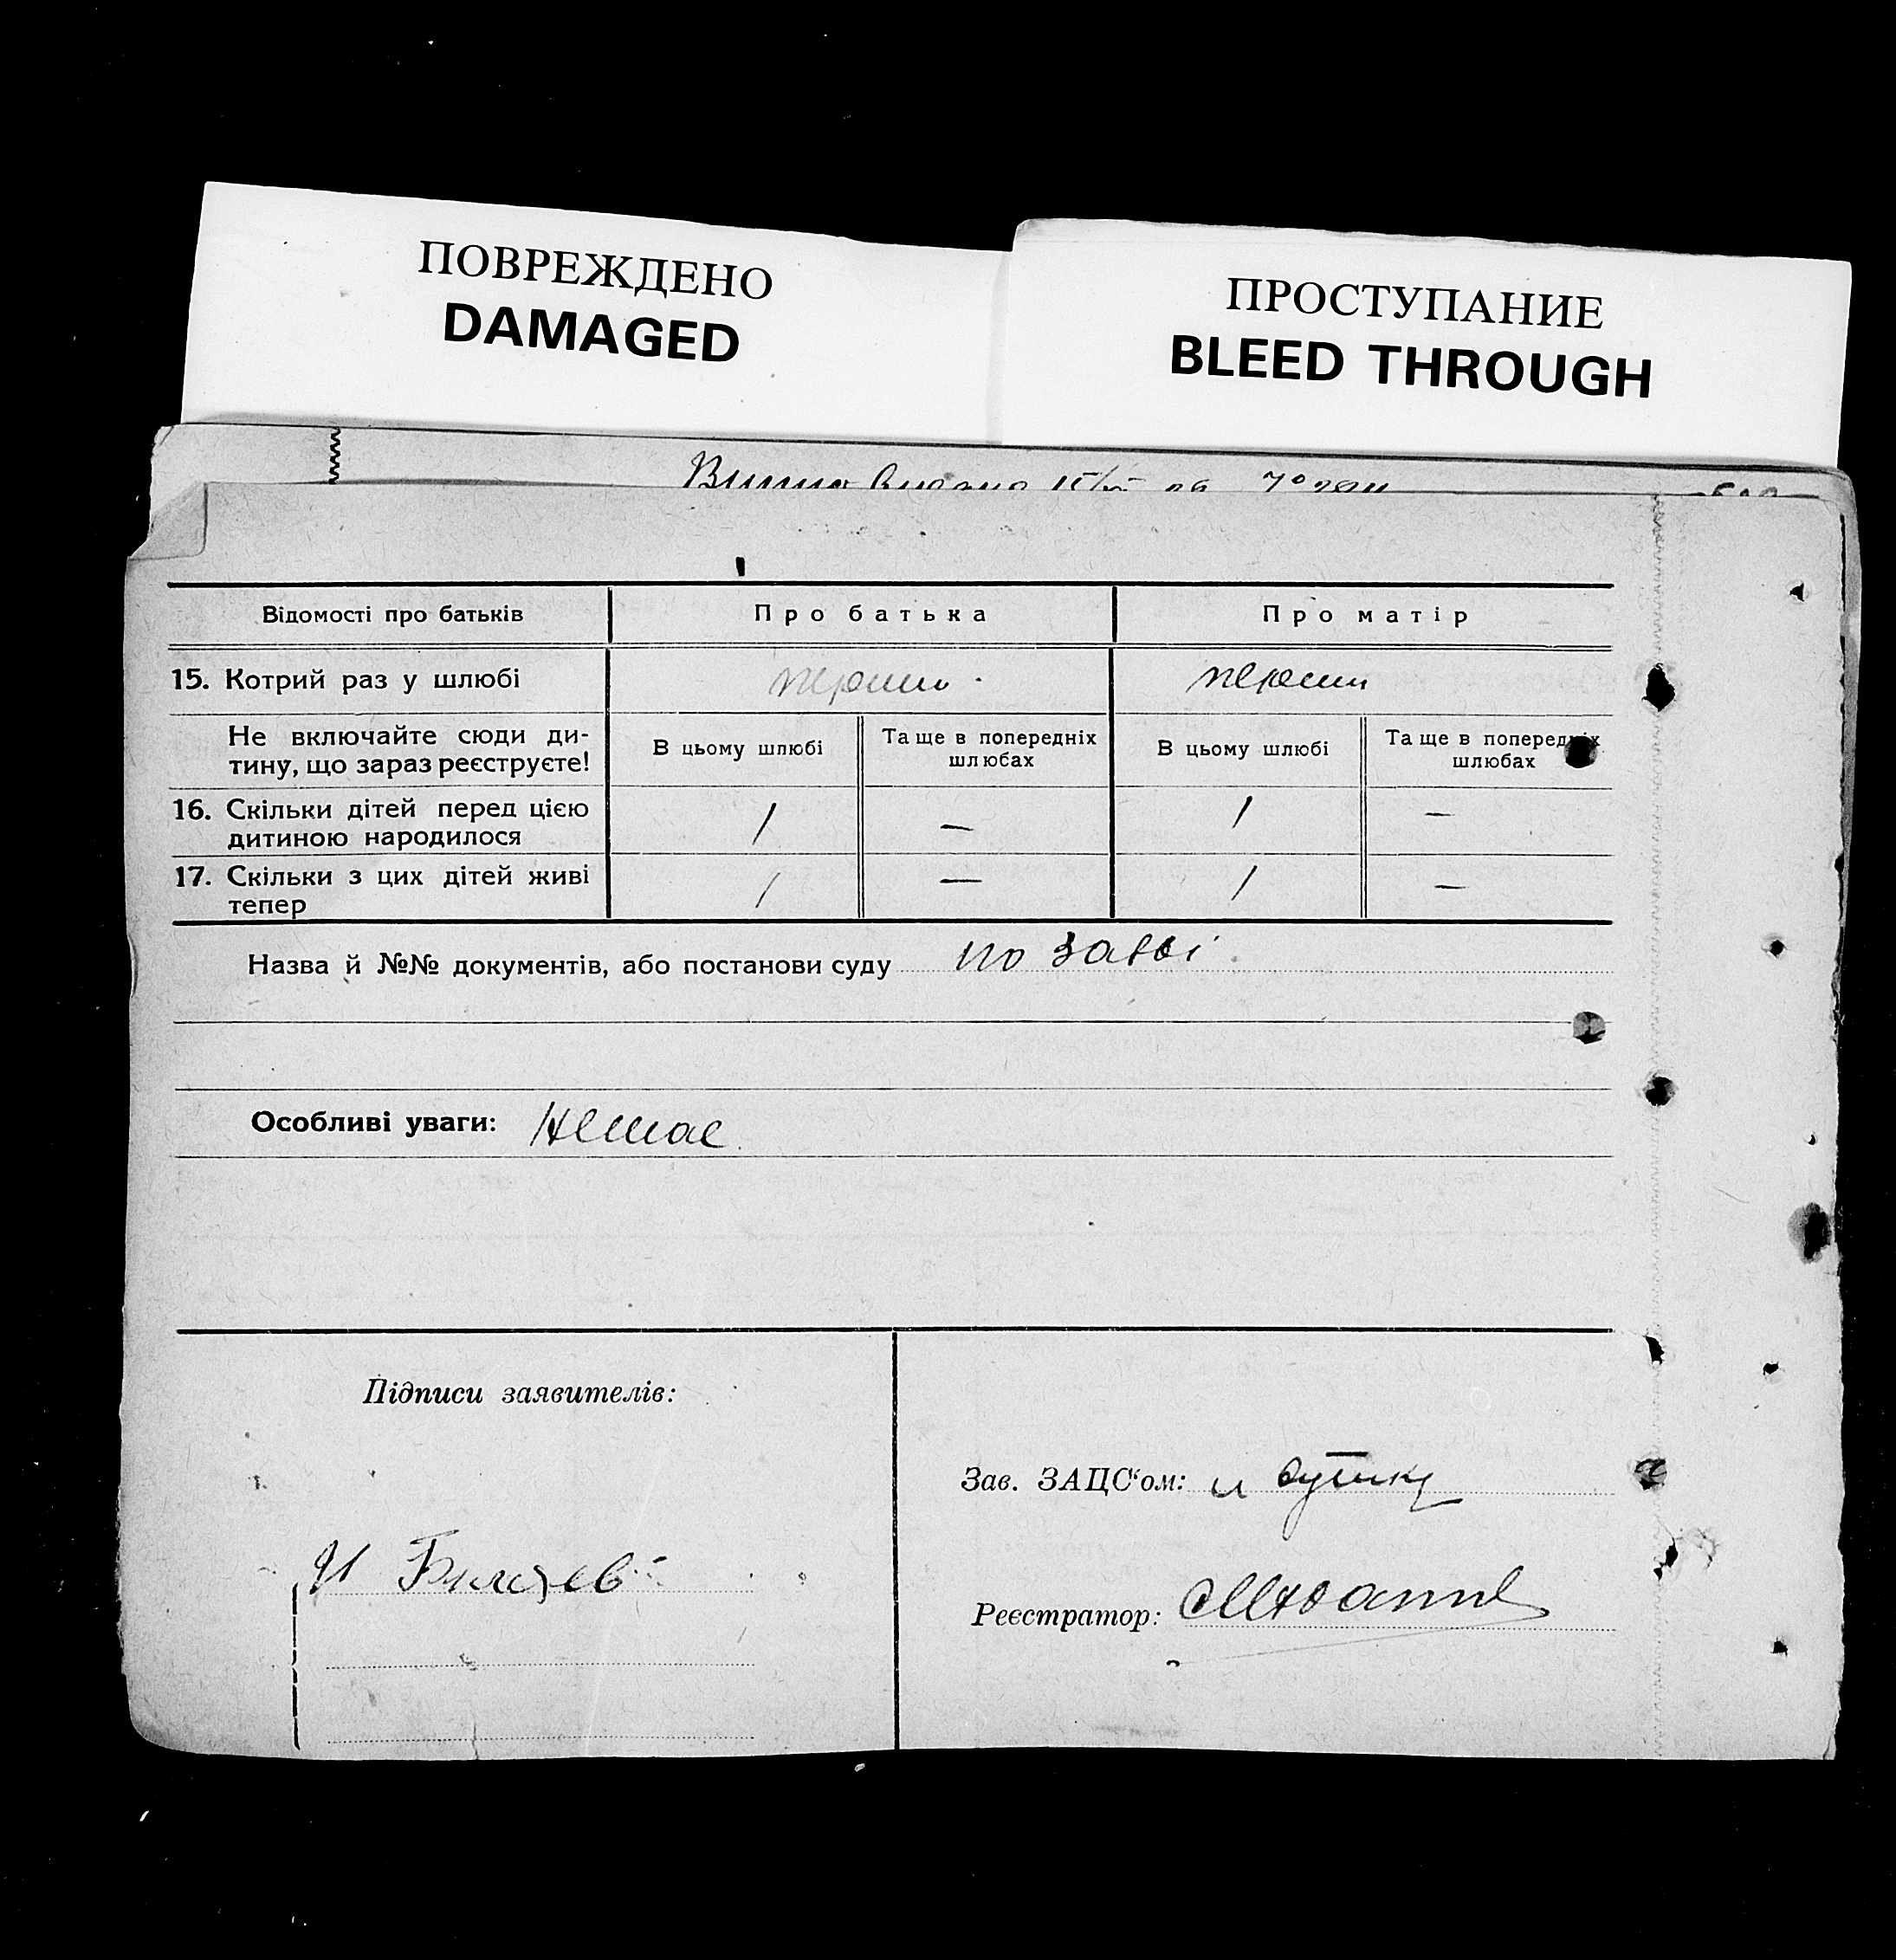 ПОВРЕЖДЕНО
DAMAGED
ПРОСТУПАНИЕ
BLEED THROUGH
Відомості про батьків
Про батька
Про матір
15. Котрий раз у шлюбі
перший
перший
Не включайте сюди ди-
тину, що зараз реєструєте!
В цьому шлюбі
Та ще в попередніх
шлюбах
В цьому шлюбі
Та ще в попередніх
шлюбах
16. Скільки дітей перед цією
дитиною народилося
/
—
/
—
17. Скільки з цих дітей живі
тепер
/
—
/
—
Назва й №№ документів, або постанови суду по заяві
Особливі уваги: Немає.
Підписи заявителів:
Зав. ЗАЦС'ом:
Реєстратор: